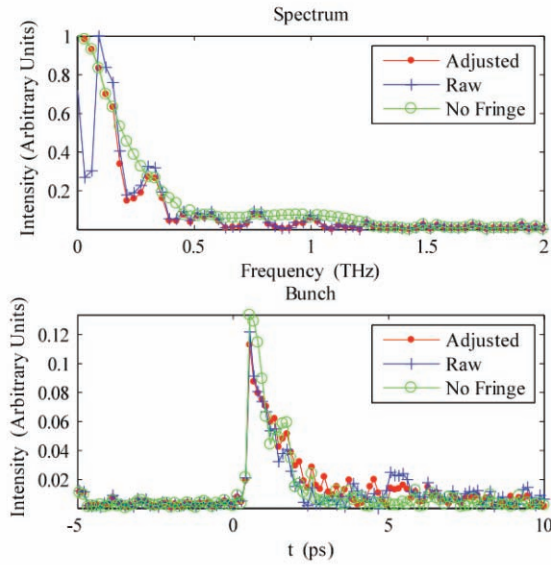 Spectrum
Intensity (Arbitrary Units)
1
0.8
0.6
0.4
0.2
Adjusted
Raw
No Fringe
0
0.5
1
1.5
2
Frequency (THz)
Bunch
Intensity (Arbitrary Units)
0.12
0.1
0.08
0.06
0.04
0.02
Adjusted
Raw
No Fringe
-5
0
5
10
t (ps)